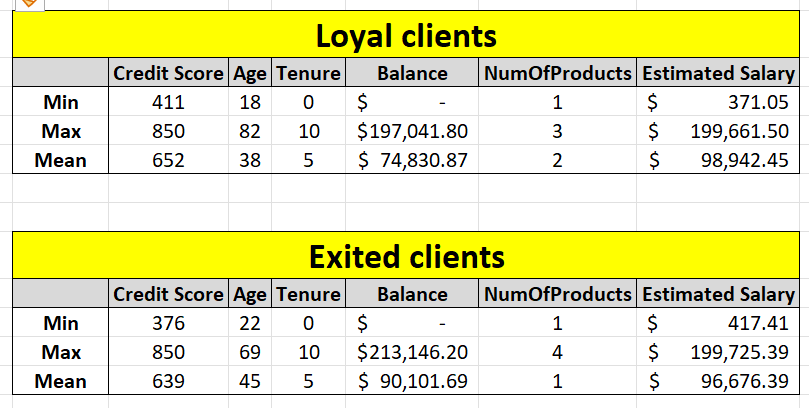 Loyal clients
Credit Score Age Tenure Balance NumOfProducts Estimated Salary
Min 411 18 0 $ - 1 $ 371.05
Max 850 82 10 $197,041.80 3 $ 199,661.50
Mean 652 38 5 $ 74,830.87 2 $ 98,942.45
Exited clients
Credit Score Age Tenure Balance NumOfProducts Estimated Salary
Min 376 22 0 $ - 1 $ 417.41
Max 850 69 10 $213,146.20 4 $ 199,725.39
Mean 639 45 5 $ 90,101.69 1 $ 96,676.39